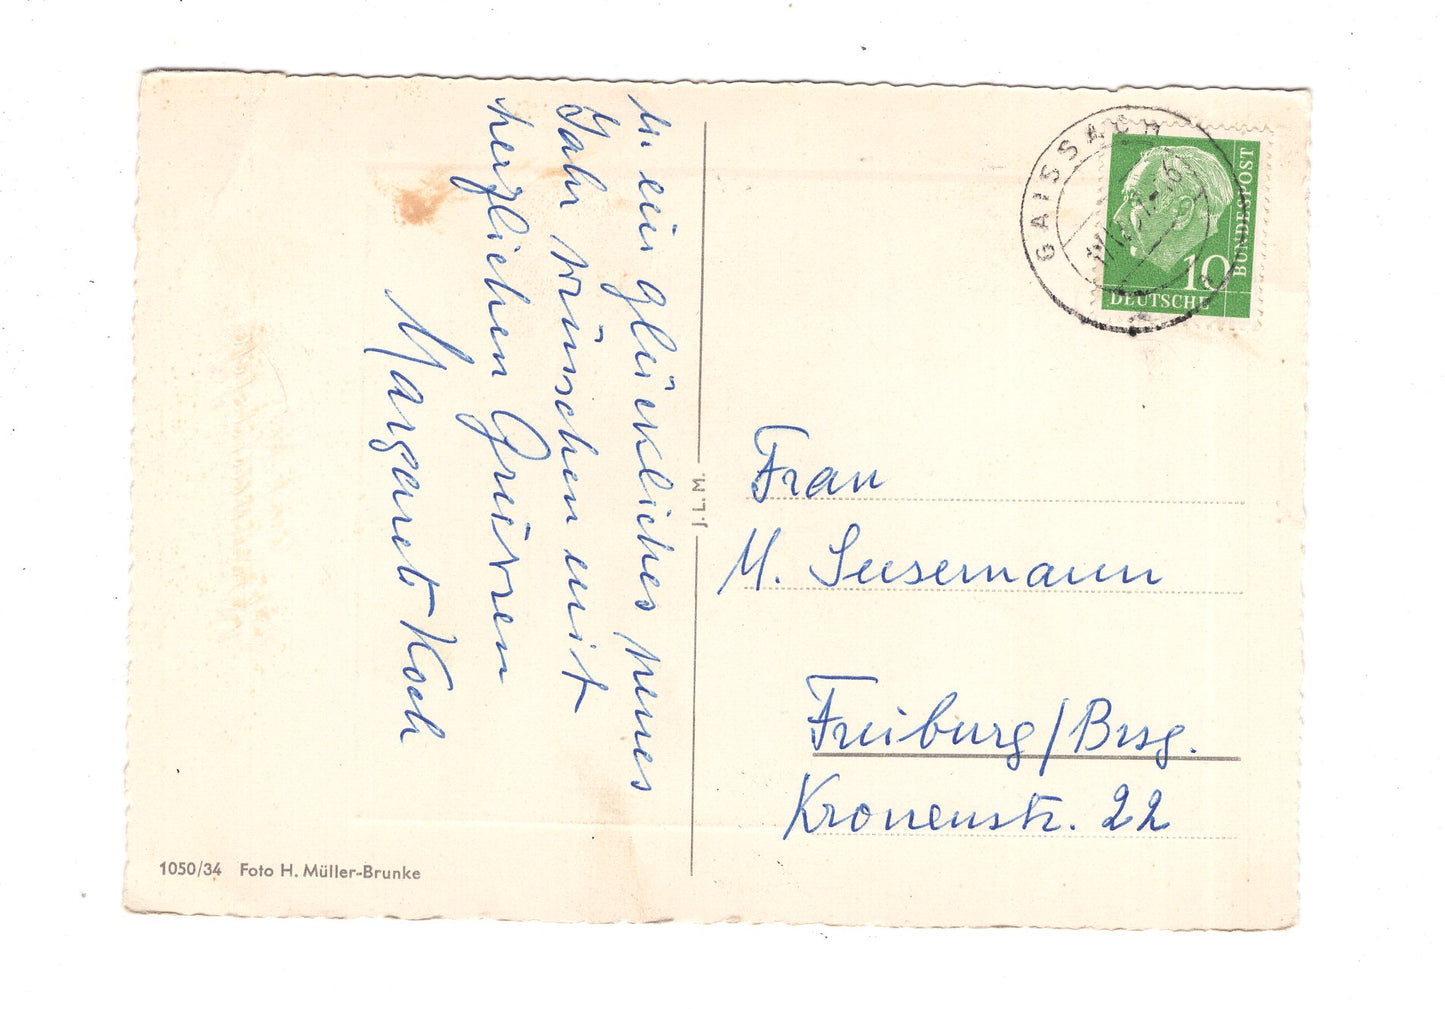 u. ein glückliches neues
Jahr wünschen mit
herzlichen Grüssen
Margaret Koch
GAISSACH
10
DEUTSCHE
BUNDESPOST
J.L.M.
Frau
M. Susemann
Freiburg/Brsg.
Kronenstr. 22
1050/34 Foto H. Müller-Brunke